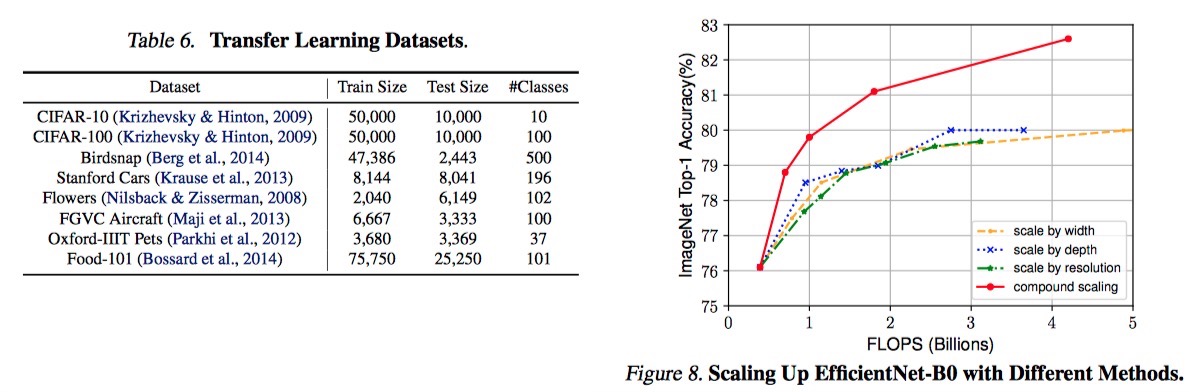 Table 6. Transfer Learning Datasets.
Dataset Train Size Test Size #Classes
CIFAR-10 (Krizhevsky & Hinton, 2009) 50,000 10,000 10
CIFAR-100 (Krizhevsky & Hinton, 2009) 50,000 10,000 100
Birdsnap (Berg et al., 2014) 47,386 2,443 500
Stanford Cars (Krause et al., 2013) 8,144 8,041 196
Flowers (Nilsback & Zisserman, 2008) 2,040 6,149 102
FGVC Aircraft (Maji et al., 2013) 6,667 3,333 100
Oxford-IIIT Pets (Parkhi et al., 2012) 3,680 3,369 37
Food-101 (Bossard et al., 2014) 75,750 25,250 101
ImageNet Top-1 Accuracy(%)
83
82
81
80
79
78
77
76
75
scale by width
scale by depth
scale by resolution
compound scaling
0 1 2 3 4 5
FLOPS (Billions)
Figure 8. Scaling Up EfficientNet-B0 with Different Methods.